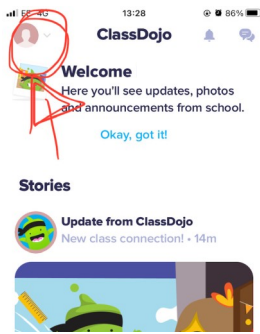 4G
13:28
86%
ClassDojo
Welcome
Here you'll see updates, photos
and announcements from school.
Okay, got it!
Stories
Update from ClassDojo
New class connection! • 14m